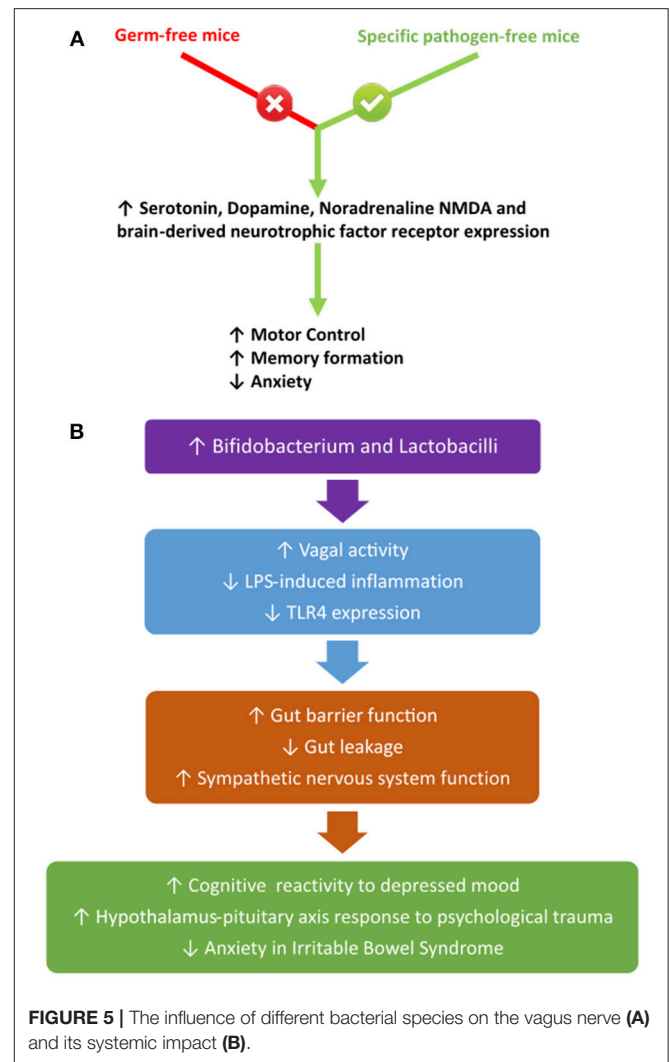 A
Germ-free mice
Specific pathogen-free mice
↑ Serotonin, Dopamine, Noradrenaline NMDA and
brain-derived neurotrophic factor receptor expression
↑ Motor Control
↑ Memory formation
↓ Anxiety
B
↑ Bifidobacterium and Lactobacilli
↑ Vagal activity
↓ LPS-induced inflammation
↓ TLR4 expression
↑ Gut barrier function
↓ Gut leakage
↑ Sympathetic nervous system function
↑ Cognitive reactivity to depressed mood
↑ Hypothalamus-pituitary axis response to psychological trauma
↓ Anxiety in Irritable Bowel Syndrome
FIGURE 5 | The influence of different bacterial species on the vagus nerve (A)
and its systemic impact (B).